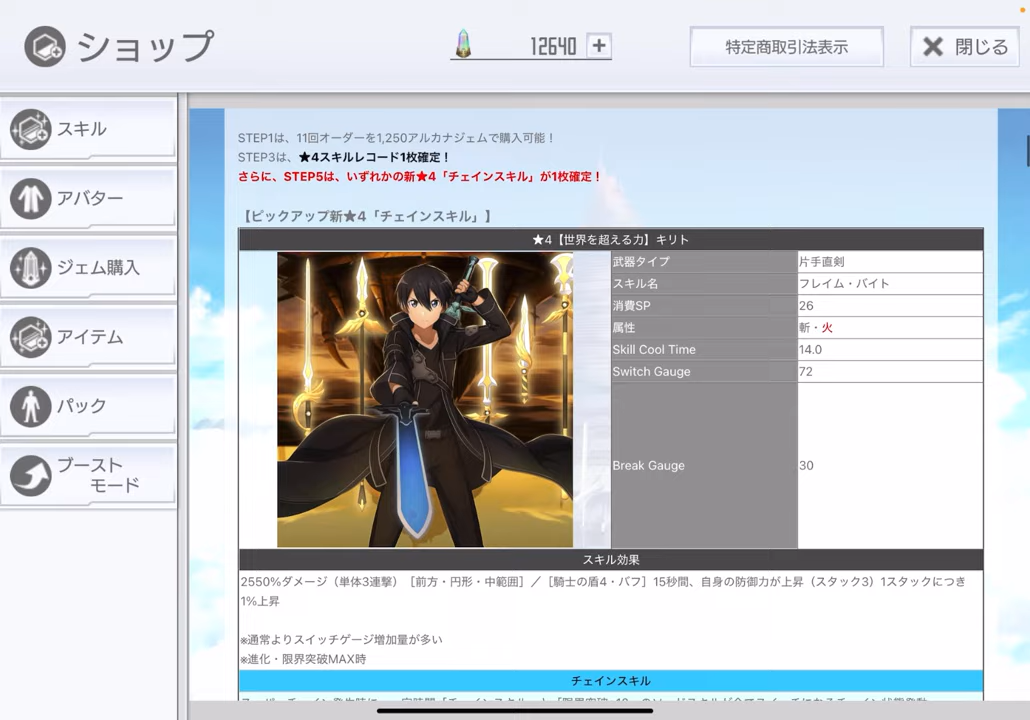 ショップ
12640
特定商取引法表示
閉じる
スキル
アバター
ジェム購入
アイテム
パック
ブースト
モード
STEP1は、11回オーダーを1,250アルカナジェムで購入可能！
STEP3は、★4スキルレコード1枚確定！
さらに、STEP5は、いずれかの新★4「チェインスキル」が1枚確定！
【ピックアップ新★4「チェインスキル」】
★4【世界を超える力】キリト
武器タイプ 片手直剣
スキル名 フレイム・バイト
消費SP 26
属性 斬・火
Skill Cool Time 14.0
Switch Gauge 72
Break Gauge 30
スキル効果
2550%ダメージ（単体3連撃）［前方・円形・中範囲］／［騎士の盾4・バフ］15秒間、自身の防御力が上昇（スタック3）1スタックにつき
1%上昇
※通常よりスイッチゲージ増加量が多い
※進化・限界突破MAX時
チェインスキル